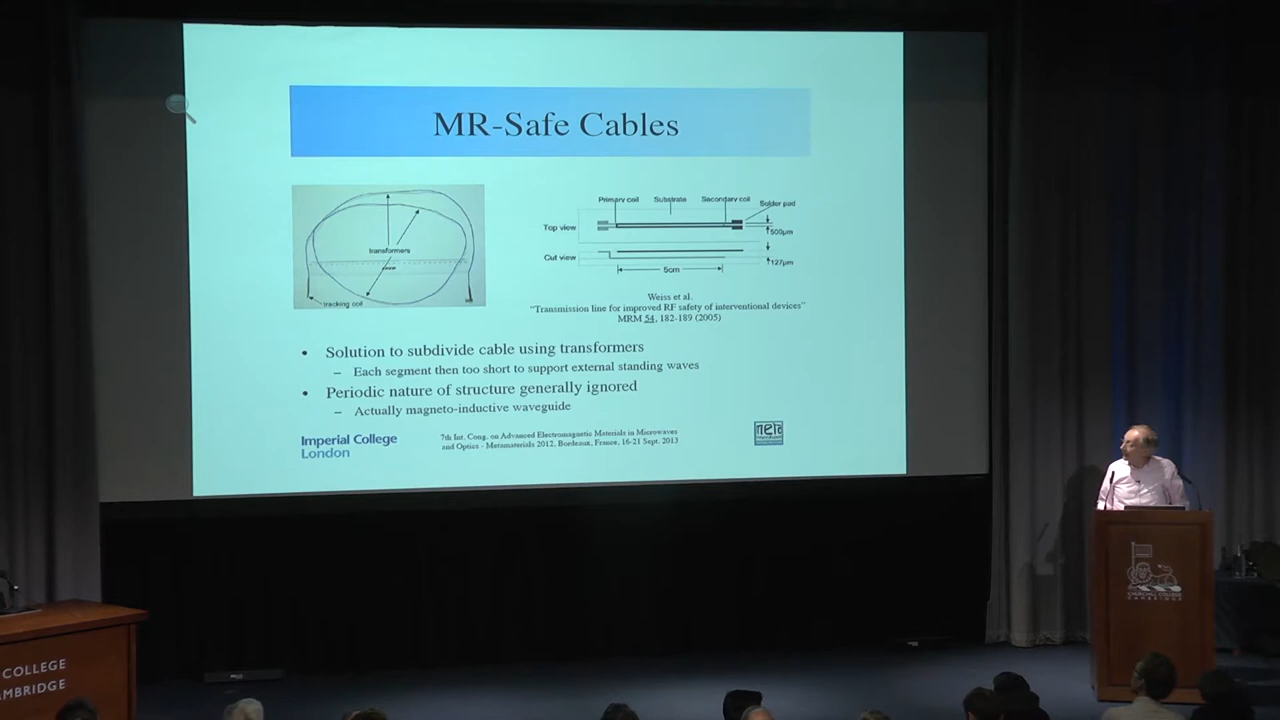 MR-Safe Cables
transformers
tracking coil
Primary coil
Substrate
Secondary coil
Solder pad
Top view
500µm
Cut view
127µm
5cm
Weiss et al.
"Transmission line for improved RF safety of interventional devices"
MRM 54, 182-189 (2005)
• Solution to subdivide cable using transformers
– Each segment then too short to support external standing waves
• Periodic nature of structure generally ignored
– Actually magneto-inductive waveguide
Imperial College
London
7th Int. Cong. on Advanced Electromagnetic Materials in Microwaves
and Optics - Metamaterials 2012, Bordeaux, France, 16-21 Sept. 2013
CHURCHILL COLLEGE
CAMBRIDGE
COLLEGE
MBRIDGE